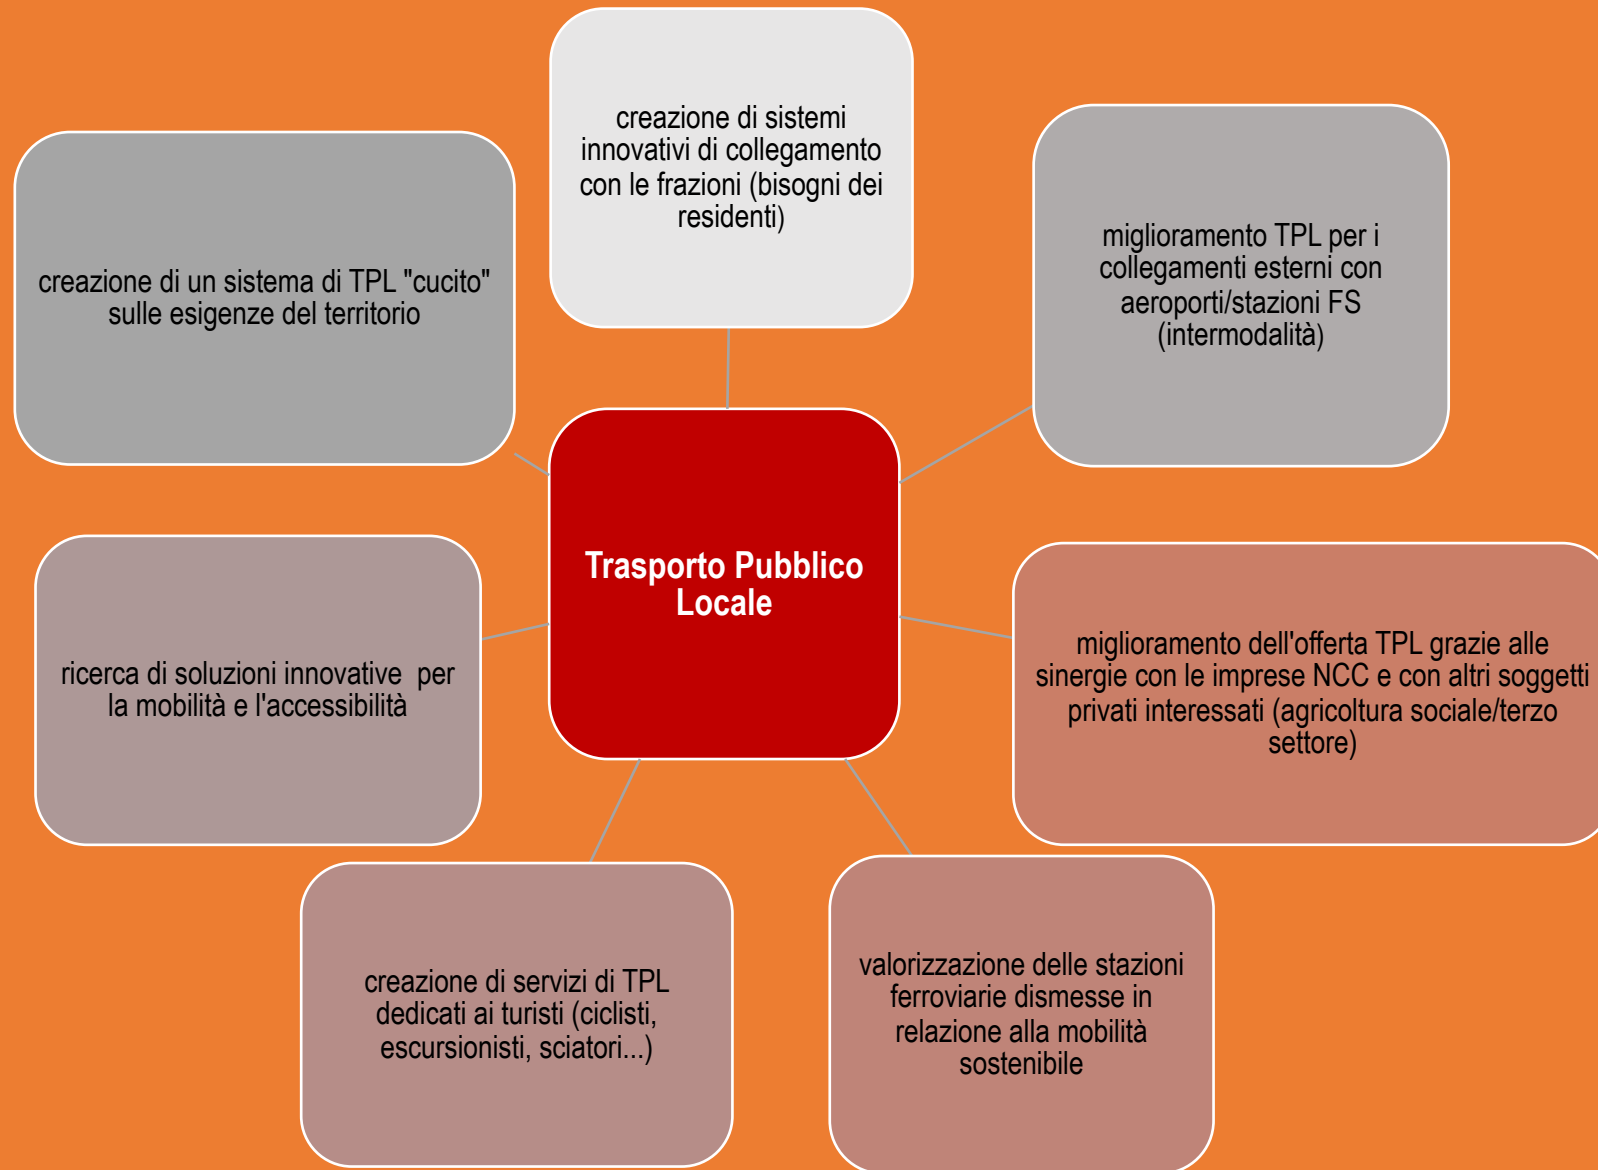 creazione di sistemi
innovativi di collegamento
con le frazioni (bisogni dei
residenti)
miglioramento TPL per i
collegamenti esterni con
aeroporti/stazioni FS
(intermodalità)
miglioramento dell'offerta TPL grazie alle
sinergie con le imprese NCC e con altri soggetti
privati interessati (agricoltura sociale/terzo
settore)
valorizzazione delle stazioni
ferroviarie dismesse in
relazione alla mobilità
sostenibile
creazione di servizi di TPL
dedicati ai turisti (ciclisti,
escursionisti, sciatori...)
ricerca di soluzioni innovative  per
la mobilità e l'accessibilità
creazione di un sistema di TPL "cucito"
sulle esigenze del territorio
Trasporto Pubblico
Locale